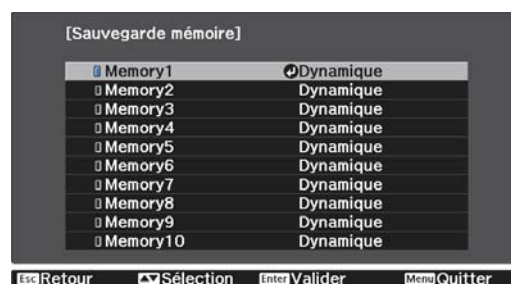 [Sauvegarde mémoire]
Memory1 Dynamique
Memory2 Dynamique
Memory3 Dynamique
Memory4 Dynamique
Memory5 Dynamique
Memory6 Dynamique
Memory7 Dynamique
Memory8 Dynamique
Memory9 Dynamique
Memory10 Dynamique
Esc Retour Sélection Enter Valider Menu Quitter